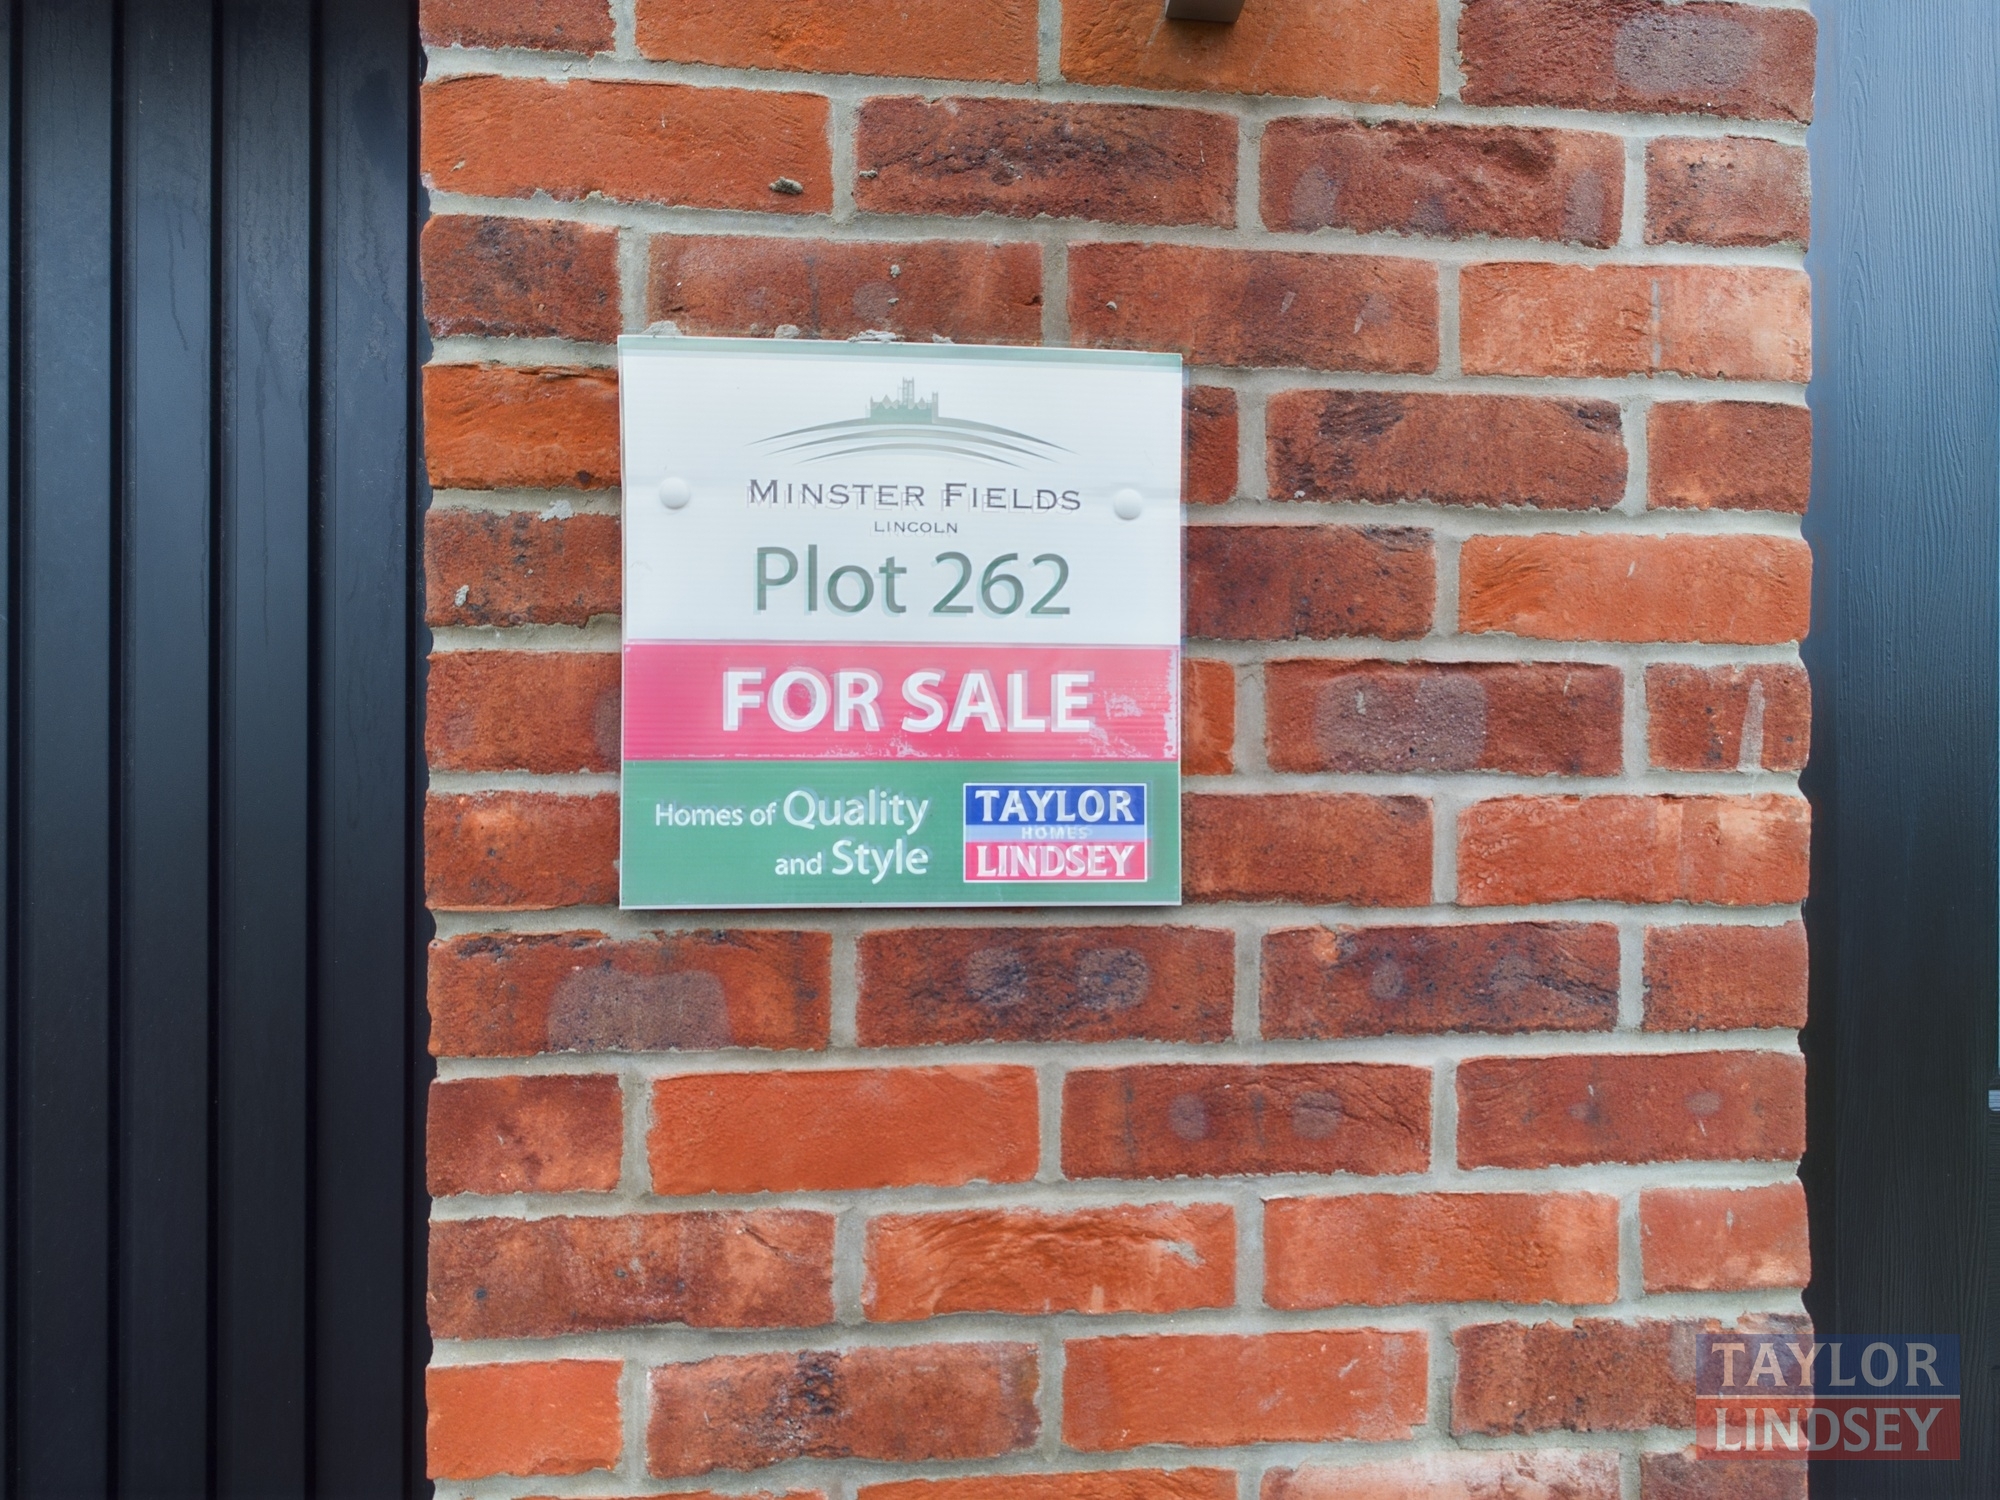 MINSTER FIELDS
LINCOLN
Plot 262
FOR SALE
Homes of Quality
and Style
TAYLOR
HOMES
LINDSEY
TAYLOR
LINDSEY